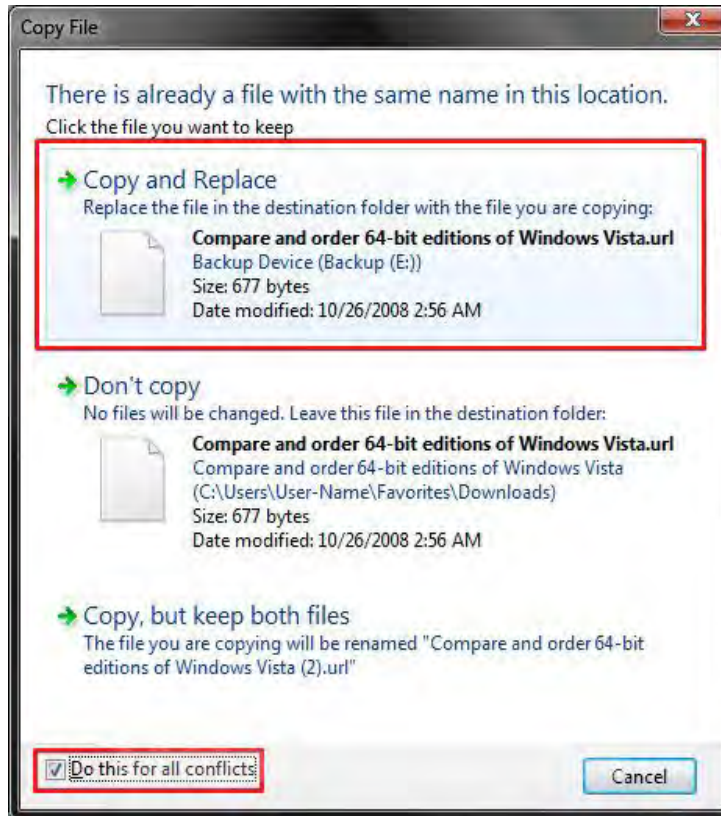 Copy File
There is already a file with the same name in this location.
Click the file you want to keep
Copy and Replace
Replace the file in the destination folder with the file you are copying:
Compare and order 64-bit editions of Windows Vista.url
Backup Device (Backup (E:))
Size: 677 bytes
Date modified: 10/26/2008 2:56 AM
Don't copy
No files will be changed. Leave this file in the destination folder:
Compare and order 64-bit editions of Windows Vista.url
Compare and order 64-bit editions of Windows Vista
(C:\Users\User-Name\Favorites\Downloads)
Size: 677 bytes
Date modified: 10/26/2008 2:56 AM
Copy, but keep both files
The file you are copying will be renamed "Compare and order 64-bit
editions of Windows Vista (2).url"
Do this for all conflicts
Cancel